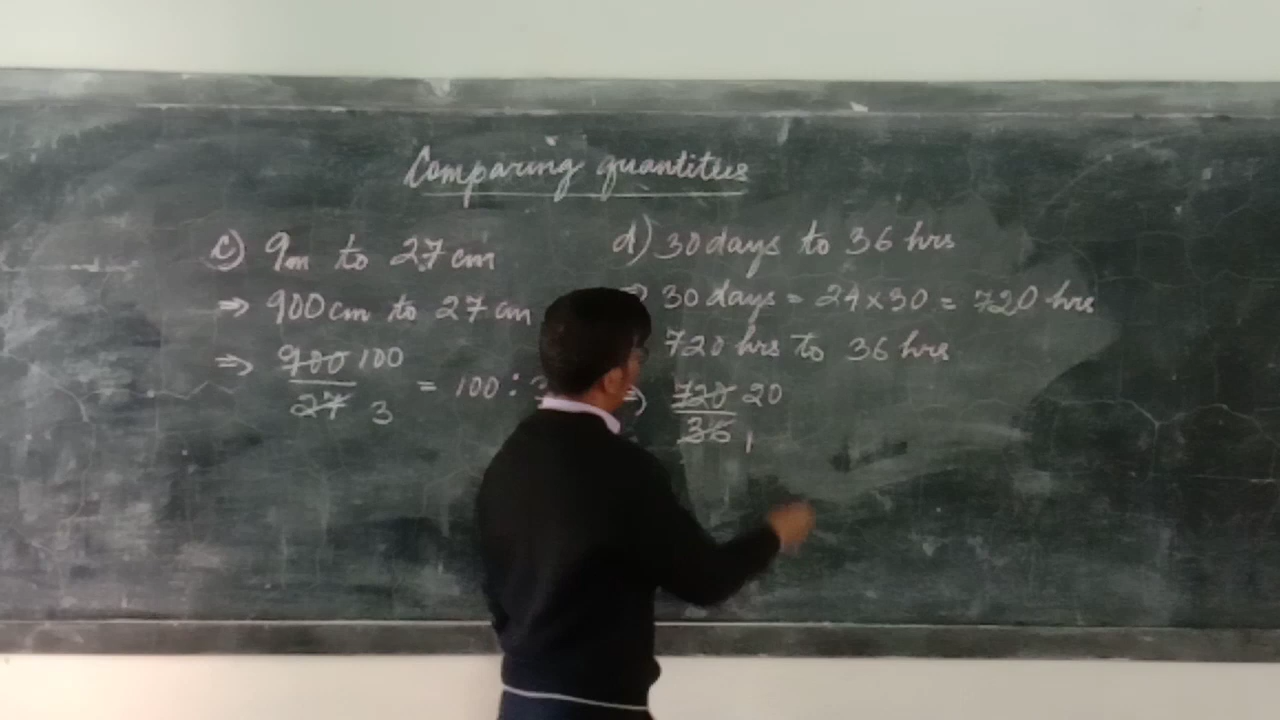 Comparing quantities
c) 9m to 27 cm
⇒ 900 cm to 27 cm
⇒ 900 100
27 3
= 100 :
d) 30 days to 36 hrs
⇒ 30 days = 24 × 30 = 720 hrs
720 hrs to 36 hrs
⇒ 720 20
36 1